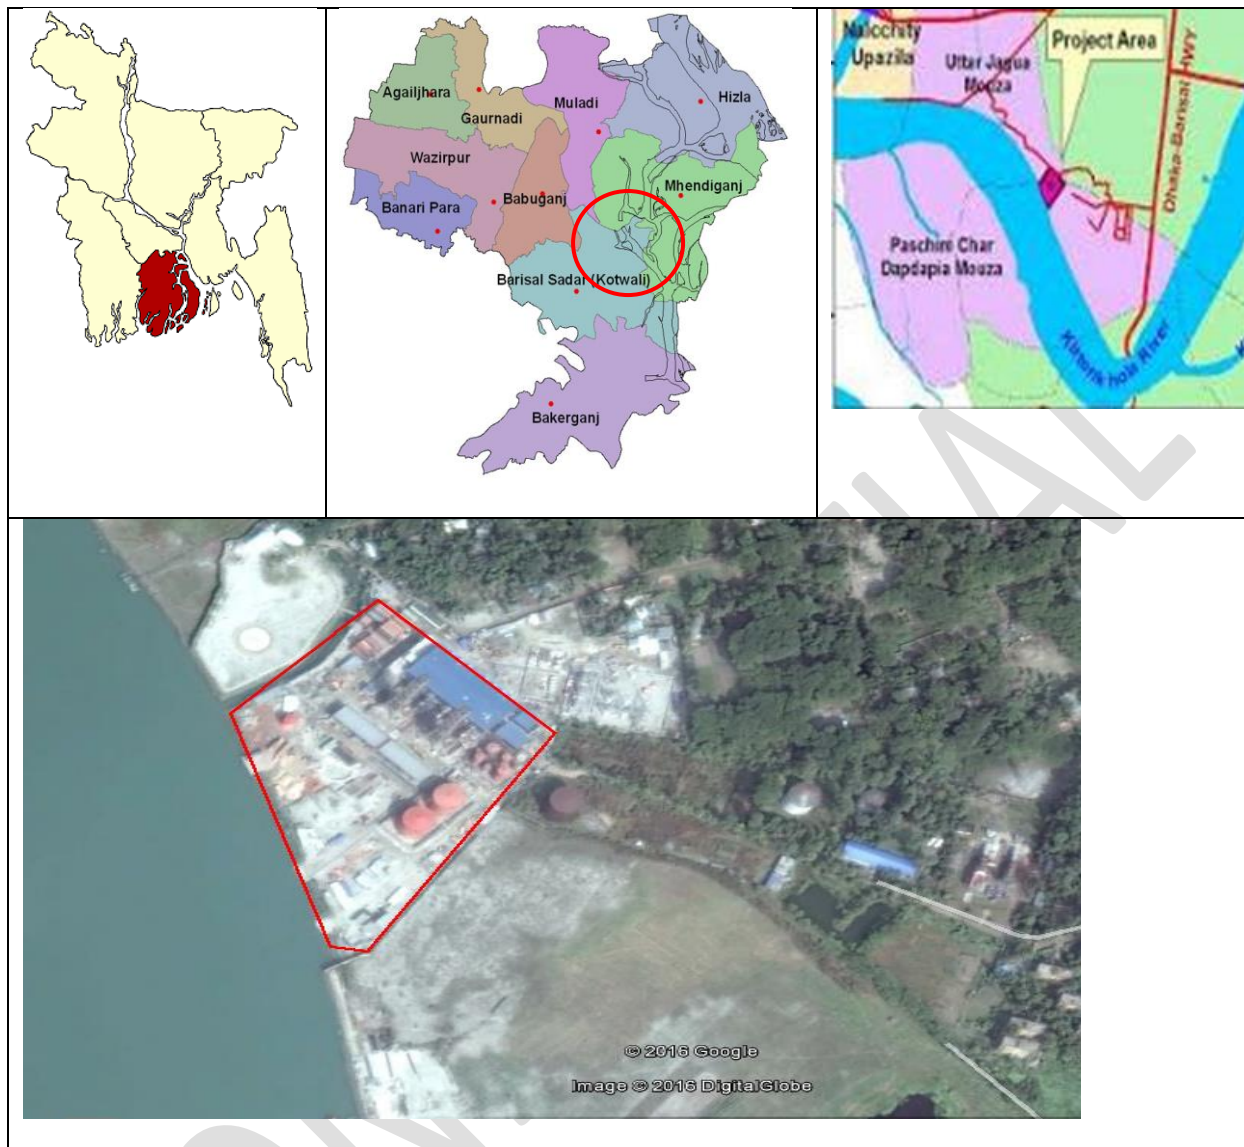 Agailjhara
Gaurnadi
Muladi
Hizla
Wazirpur
Mhendiganj
Banari Para
Babuganj
Barisal Sadar (Kotwali)
Bakerganj
Nalcchity
Upazila
Uttar Jagua
Mouza
Project Area
Dhaka-Barisal HWY
Paschim Char
Dapdapia Mouza
River
© 2016 Google
Image © 2016 DigitalGlobe